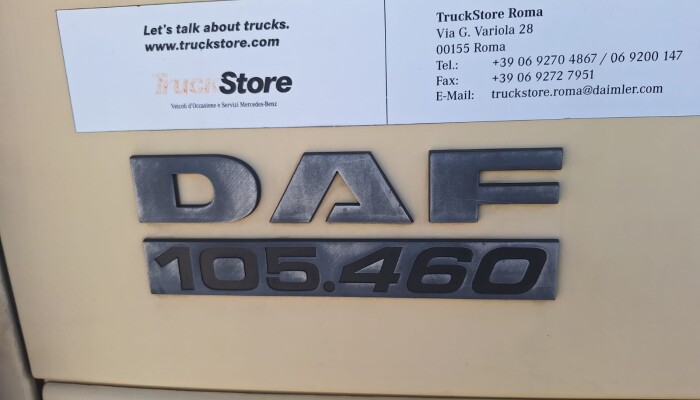 Let's talk about trucks.
www.truckstore.com
TruckStore
Veicoli d'Occasione e Servizi Mercedes-Benz
TruckStore Roma
Via G. Variola 28
00155 Roma
Tel.: +39 06 9270 4867 / 06 9200 147
Fax: +39 06 9272 7951
E-Mail: truckstore.roma@daimler.com
DAF
105.460